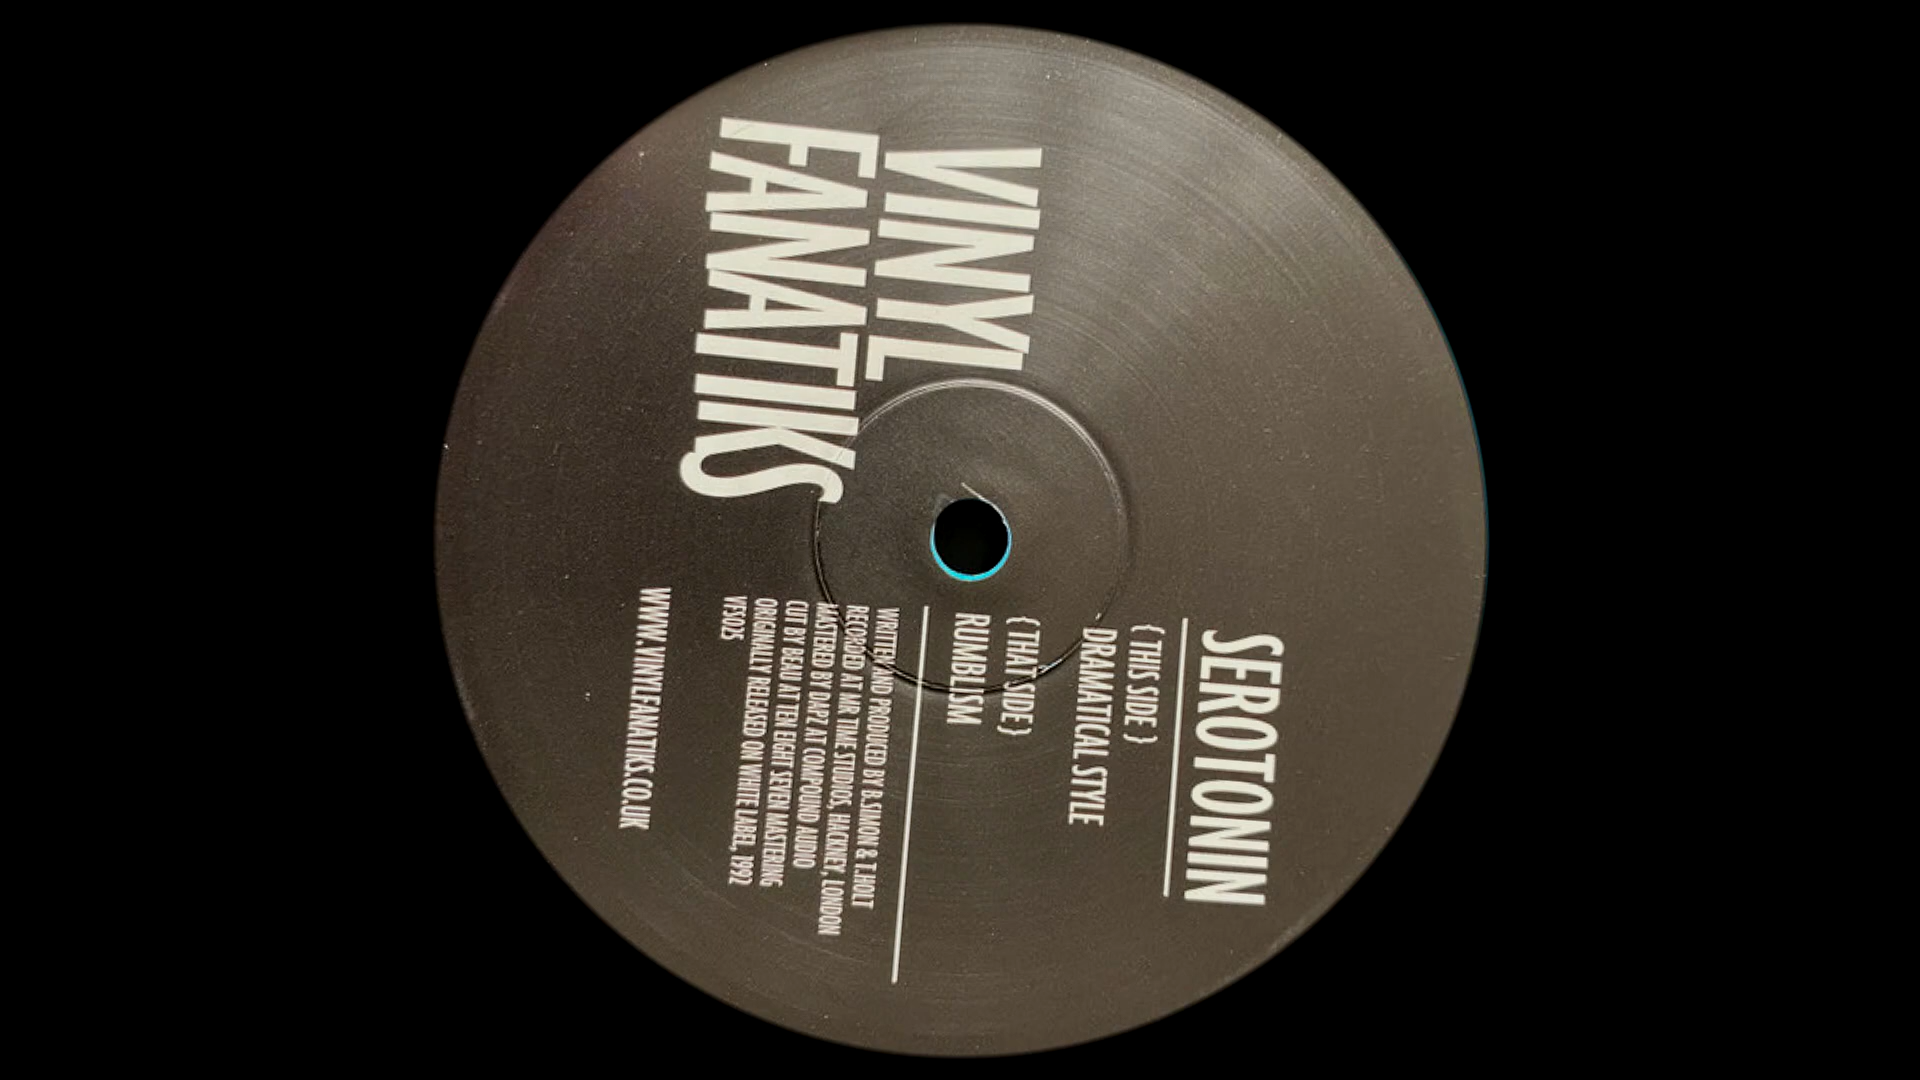 VINYL
FANATIKS
SEROTONIN
{ THIS SIDE }
DRAMATICAL STYLE
{ THAT SIDE }
RUMBLISM
WRITTEN AND PRODUCED BY B.SIMON & T.HOLT
RECORDED AT MR TIME STUDIOS, HACKNEY, LONDON
MASTERED BY DAPZ AT COMPOUND AUDIO
CUT BY BEAU AT TEN EIGHT SEVEN MASTERING
ORIGINALLY RELEASED ON WHITE LABEL, 1992
VFS025
WWW.VINYLFANATIKS.CO.UK